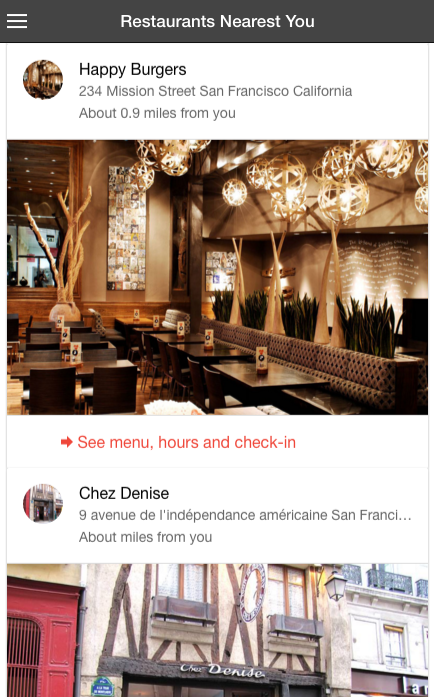 Restaurants Nearest You
Happy Burgers
234 Mission Street San Francisco California
About 0.9 miles from you
See menu, hours and check-in
Chez Denise
9 avenue de l'indépendance américaine San Franci…
About miles from you
Chez Denise